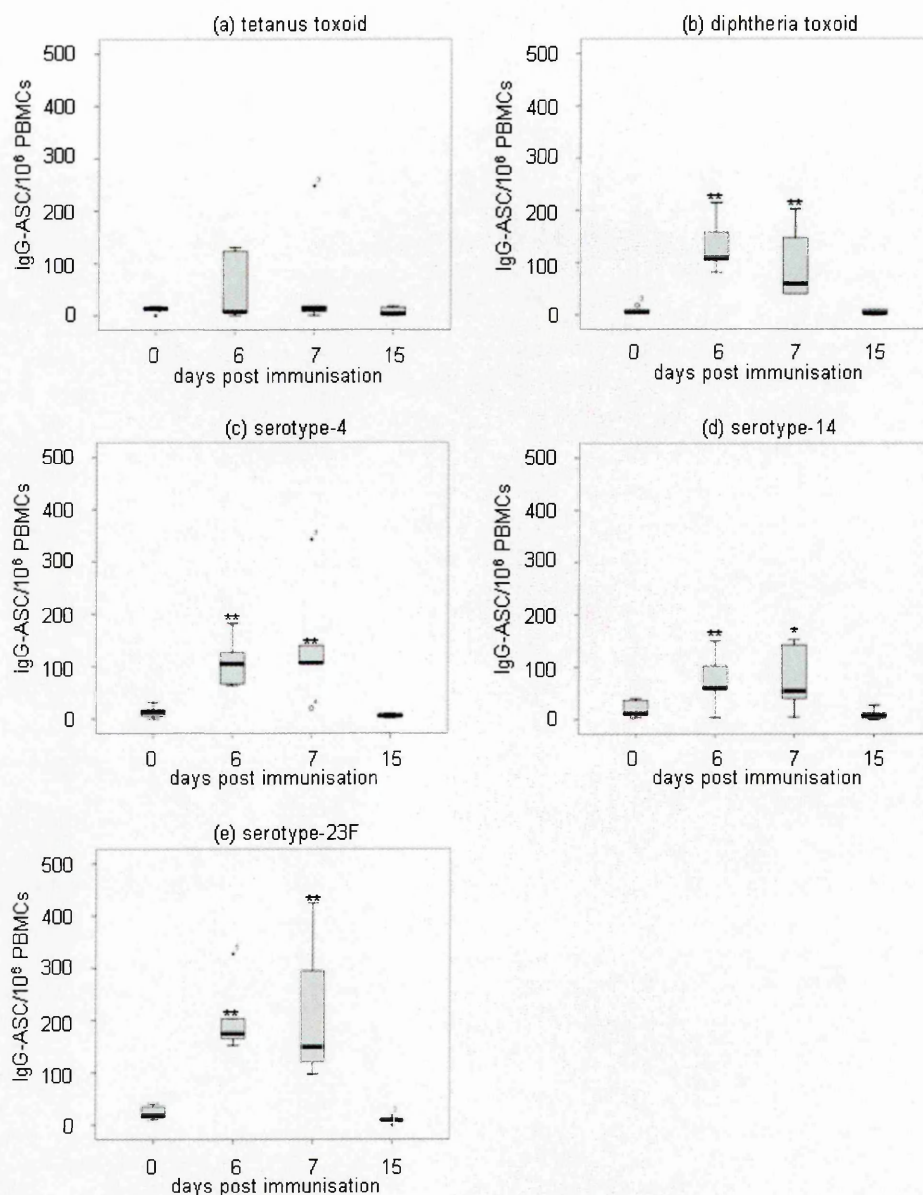 (a) tetanus toxoid
IgG-ASC/10⁶ PBMCs
500
400
300
200
100
0
**
0 6 7 15
days post immunisation
(b) diphtheria toxoid
IgG-ASC/10⁶ PBMCs
500
400
300
200
100
0
** **
0 6 7 15
days post immunisation
(c) serotype-4
IgG-ASC/10⁶ PBMCs
500
400
300
200
100
0
** **
0 6 7 15
days post immunisation
(d) serotype-14
IgG-ASC/10⁶ PBMCs
500
400
300
200
100
0
** *
0 6 7 15
days post immunisation
(e) serotype-23F
IgG-ASC/10⁶ PBMCs
500
400
300
200
100
0
** **
0 6 7 15
days post immunisation